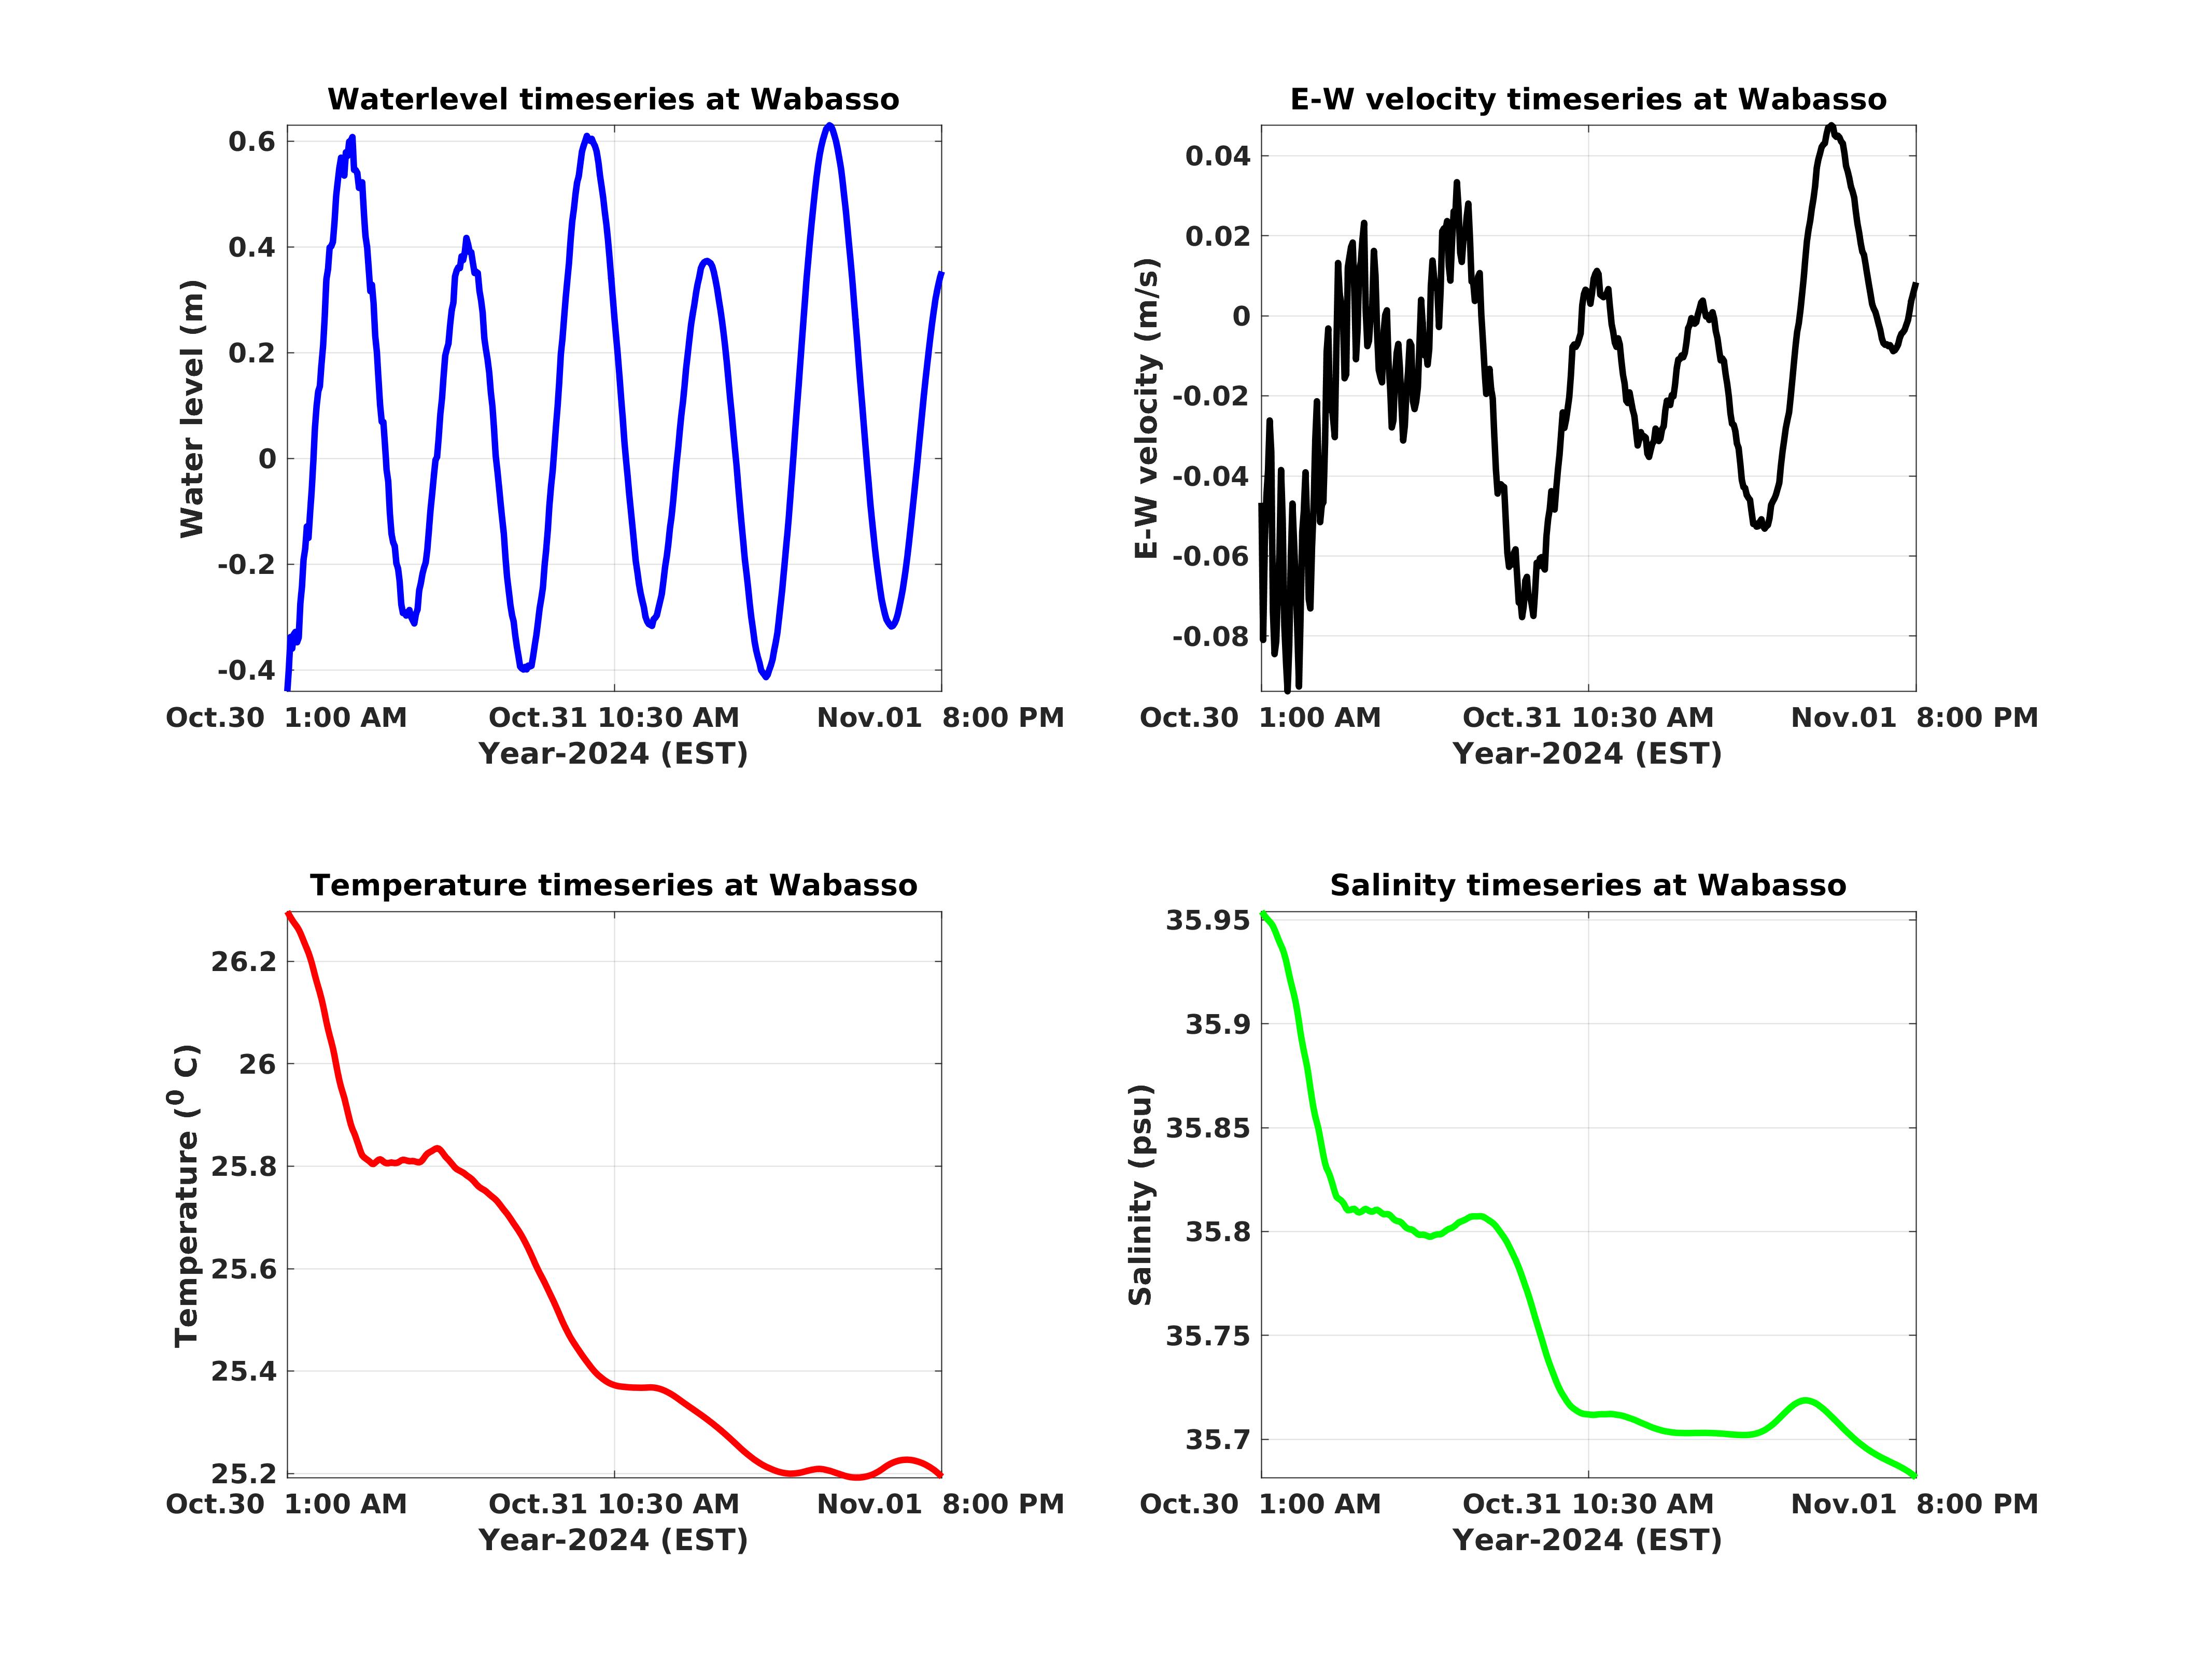 Waterlevel timeseries at Wabasso
0.6
0.4
0.2
0
-0.2
-0.4
Water level (m)
Oct.30 1:00 AM Oct.31 10:30 AM Nov.01 8:00 PM
Year-2024 (EST)
E-W velocity timeseries at Wabasso
0.04
0.02
0
-0.02
-0.04
-0.06
-0.08
E-W velocity (m/s)
Oct.30 1:00 AM Oct.31 10:30 AM Nov.01 8:00 PM
Year-2024 (EST)
Temperature timeseries at Wabasso
26.2
26
25.8
25.6
25.4
25.2
Temperature (⁰ C)
Oct.30 1:00 AM Oct.31 10:30 AM Nov.01 8:00 PM
Year-2024 (EST)
Salinity timeseries at Wabasso
35.95
35.9
35.85
35.8
35.75
35.7
Salinity (psu)
Oct.30 1:00 AM Oct.31 10:30 AM Nov.01 8:00 PM
Year-2024 (EST)